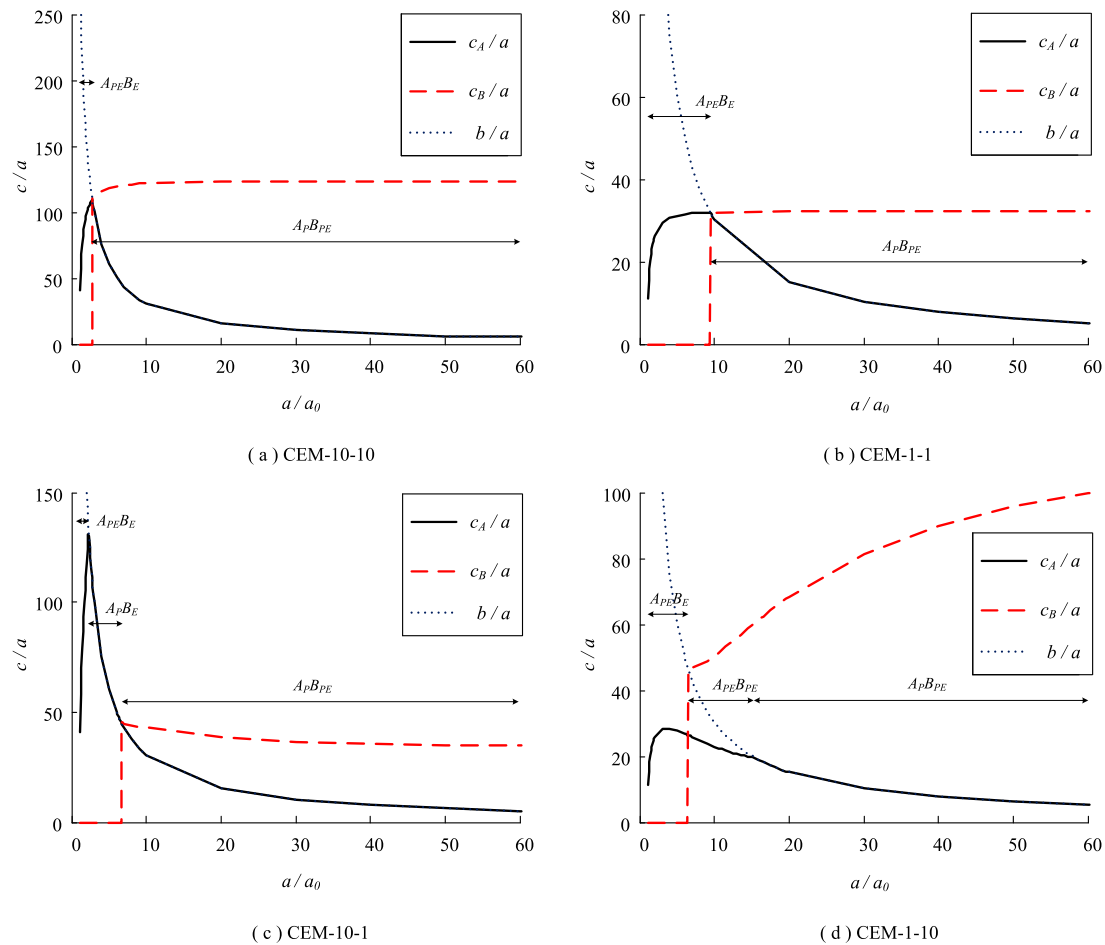 250
200
150
100
50
0
c / a
c_A / a
c_B / a
b / a
A_PE B_E
A_P B_PE
0 10 20 30 40 50 60
a / a_0
( a ) CEM-10-10
80
60
40
20
0
c / a
c_A / a
c_B / a
b / a
A_PE B_E
A_P B_PE
0 10 20 30 40 50 60
a / a_0
( b ) CEM-1-1
150
100
50
0
c / a
c_A / a
c_B / a
b / a
A_PE B_E
A_P B_E
A_P B_PE
0 10 20 30 40 50 60
a / a_0
( c ) CEM-10-1
100
80
60
40
20
0
c / a
c_A / a
c_B / a
b / a
A_PE B_E
A_PE B_PE
A_P B_PE
0 10 20 30 40 50 60
a / a_0
( d ) CEM-1-10